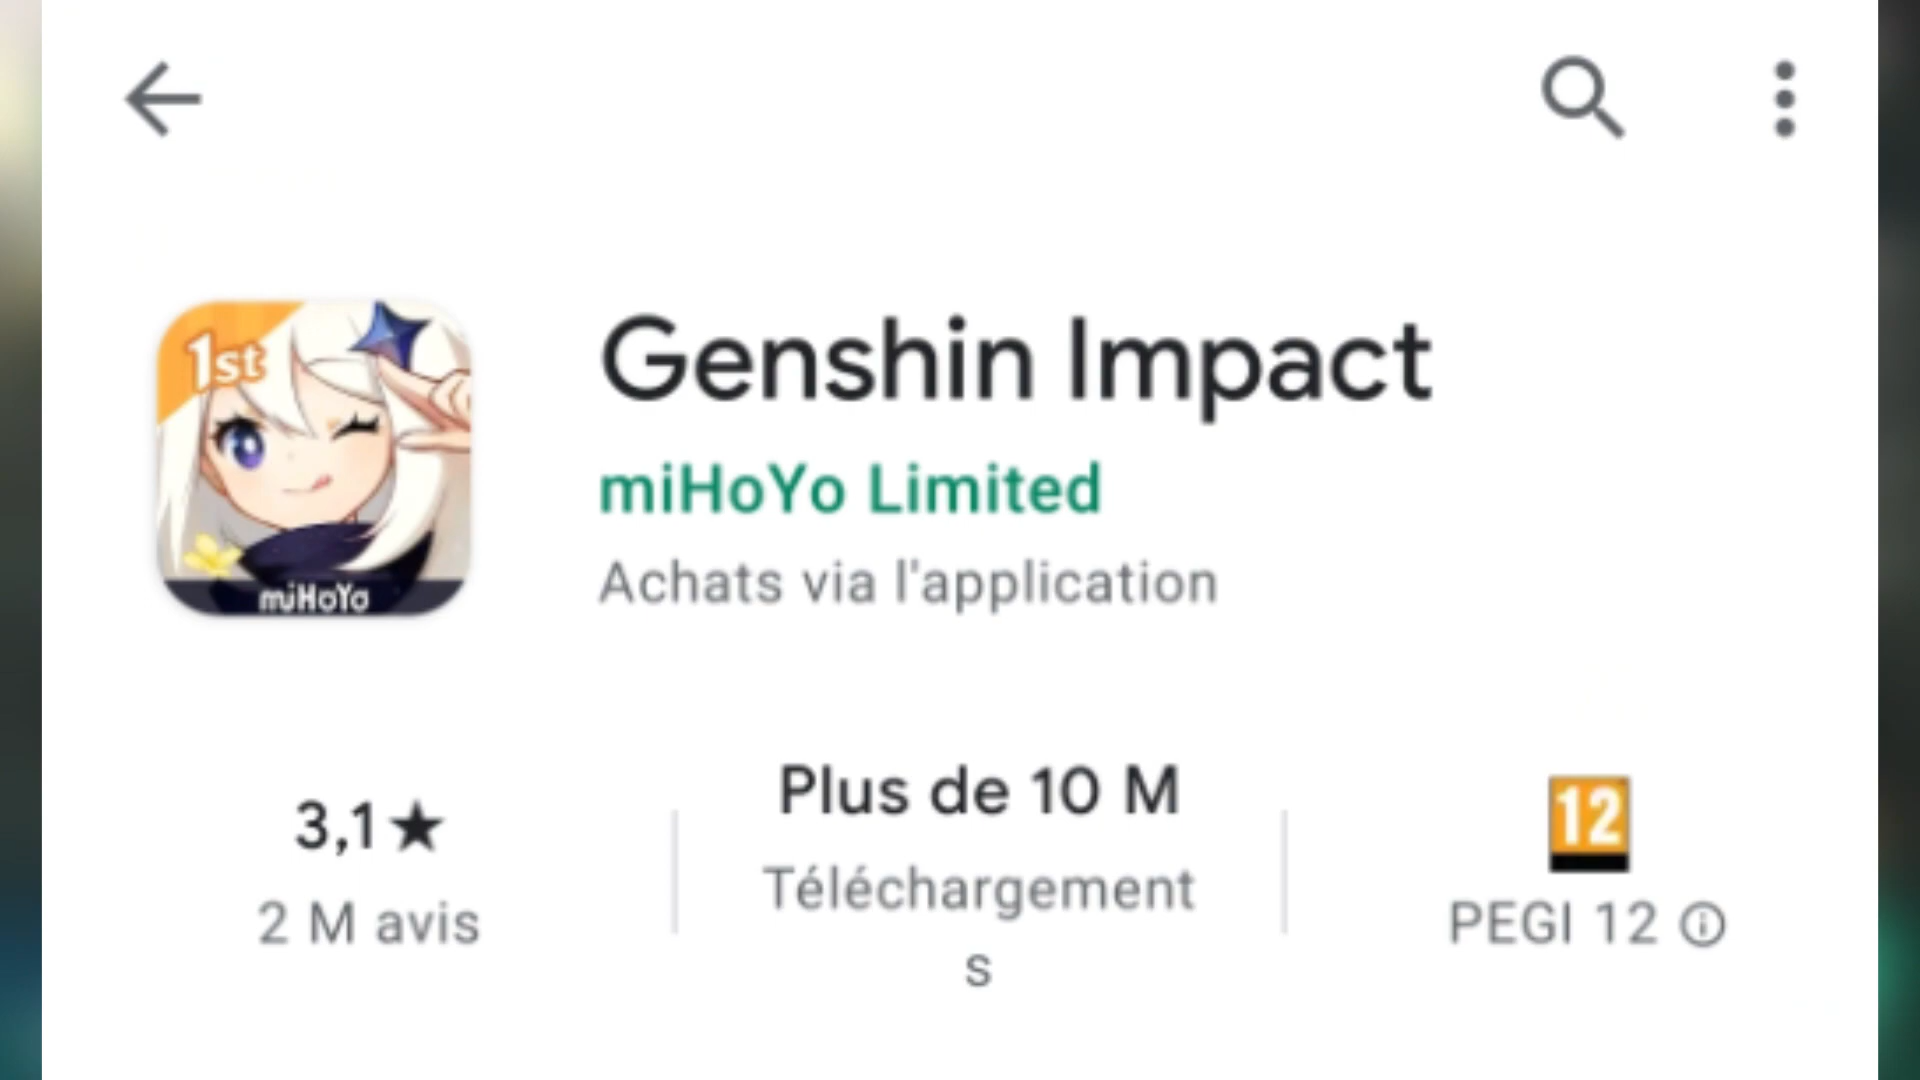 1st
miHoYo
Genshin Impact
miHoYo Limited
Achats via l'application
3,1★
2 M avis
Plus de 10 M
Téléchargement
s
12
PEGI 12